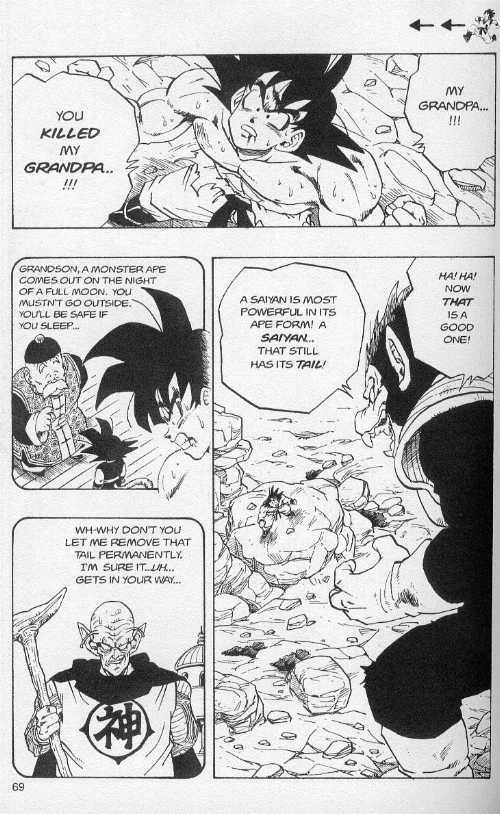 MY
GRANDPA...
!!!
YOU
KILLED
MY
GRANDPA..
!!!
HA! HA!
NOW
THAT
IS A
GOOD
ONE!
A SAIYAN IS MOST
POWERFUL IN ITS
APE FORM! A
SAIYAN...
THAT STILL
HAS ITS TAIL!
GRANDSON, A MONSTER APE
COMES OUT ON THE NIGHT
OF A FULL MOON. YOU
MUSTN'T GO OUTSIDE.
YOU'LL BE SAFE IF
YOU SLEEP...
WH-WHY DON'T YOU
LET ME REMOVE THAT
TAIL PERMANENTLY.
I'M SURE IT...UH...
GETS IN YOUR WAY...
神
69